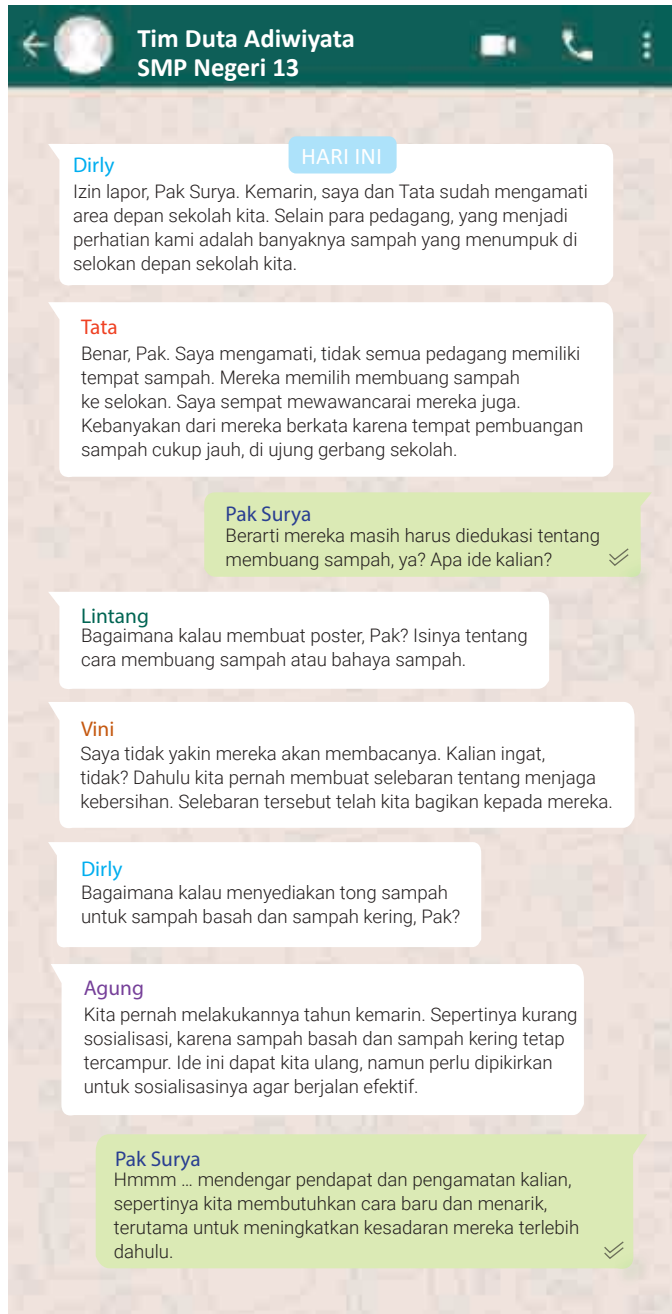 Tim Duta Adiwiyata
SMP Negeri 13
HARI INI
Dirly
Izin lapor, Pak Surya. Kemarin, saya dan Tata sudah mengamati
area depan sekolah kita. Selain para pedagang, yang menjadi
perhatian kami adalah banyaknya sampah yang menumpuk di
selokan depan sekolah kita.
Tata
Benar, Pak. Saya mengamati, tidak semua pedagang memiliki
tempat sampah. Mereka memilih membuang sampah
ke selokan. Saya sempat mewawancarai mereka juga.
Kebanyakan dari mereka berkata karena tempat pembuangan
sampah cukup jauh, di ujung gerbang sekolah.
Pak Surya
Berarti mereka masih harus diedukasi tentang
membuang sampah, ya? Apa ide kalian?
Lintang
Bagaimana kalau membuat poster, Pak? Isinya tentang
cara membuang sampah atau bahaya sampah.
Vini
Saya tidak yakin mereka akan membacanya. Kalian ingat,
tidak? Dahulu kita pernah membuat selebaran tentang menjaga
kebersihan. Selebaran tersebut telah kita bagikan kepada mereka.
Dirly
Bagaimana kalau menyediakan tong sampah
untuk sampah basah dan sampah kering, Pak?
Agung
Kita pernah melakukannya tahun kemarin. Sepertinya kurang
sosialisasi, karena sampah basah dan sampah kering tetap
tercampur. Ide ini dapat kita ulang, namun perlu dipikirkan
untuk sosialisasinya agar berjalan efektif.
Pak Surya
Hmmm ... mendengar pendapat dan pengamatan kalian,
sepertinya kita membutuhkan cara baru dan menarik,
terutama untuk meningkatkan kesadaran mereka terlebih
dahulu.